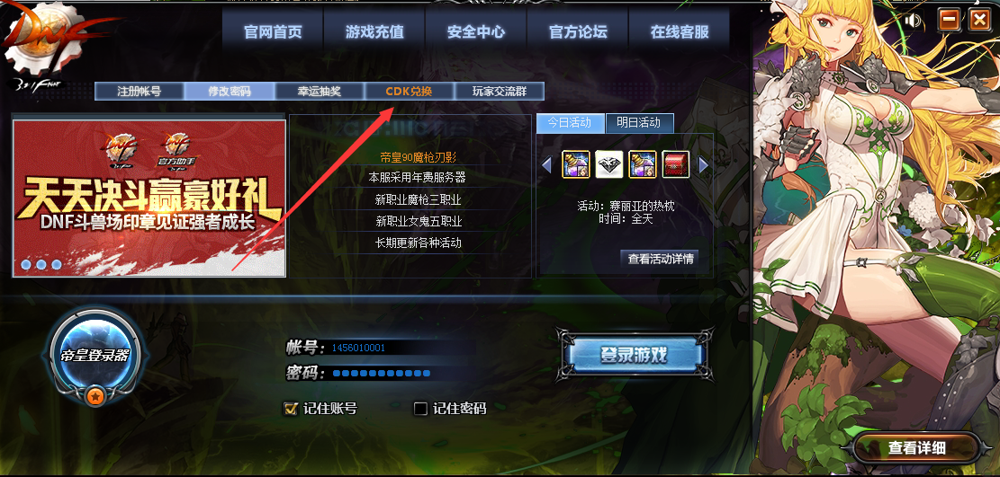 官网首页 游戏充值 安全中心 官方论坛 在线客服
DNF
注册帐号 修改密码 幸运抽奖 CDK兑换 玩家交流群
今日活动 明日活动
DNF
DNF
官方助手
天天决斗赢豪好礼
DNF斗兽场印章见证强者成长
帝皇90魔枪刃影
本服采用年费服务器
新职业魔枪三职业
新职业女鬼五职业
长期更新各种活动
活动：赛丽亚的热枕
时间：全天
查看活动详情
帝皇登录器
帐号：1456010001
密码：
记住账号 记住密码
登录游戏
查看详细